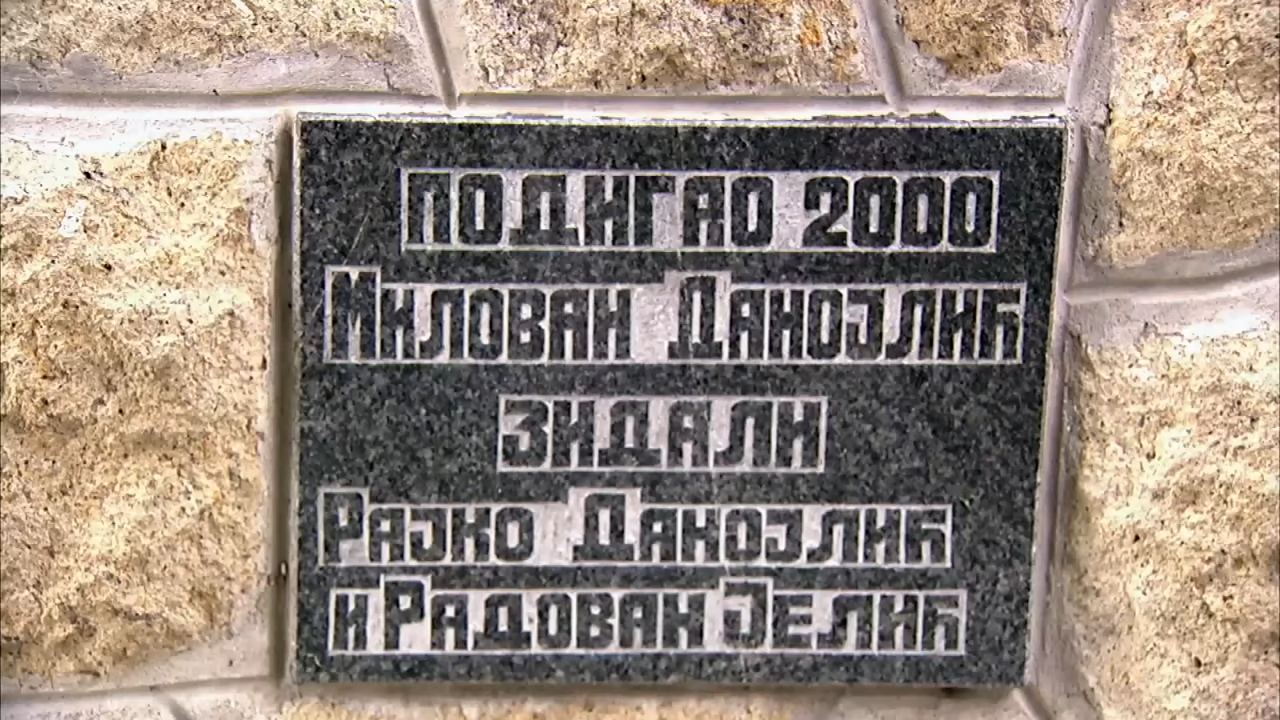 ПОДИГАО 2000
МИЛОВАН ДАНОЈЛИЋ
ЗИДАЛИ
РАЈКО ДАНОЈЛИЋ
И РАДОВАН ЈЕЛИЋ